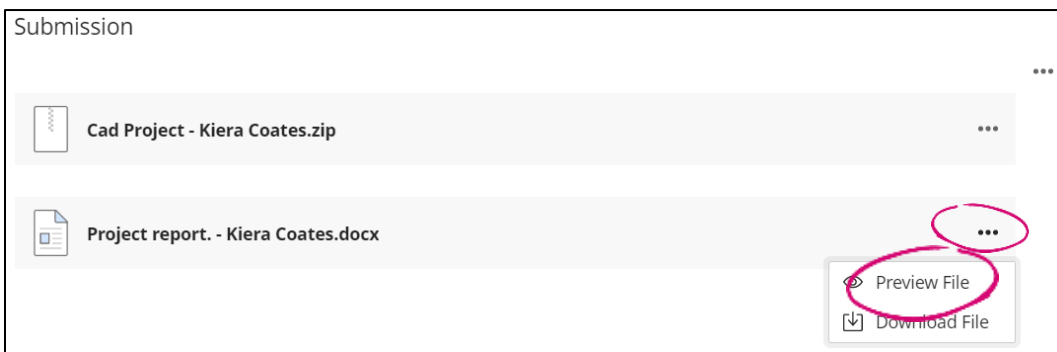 Submission
Cad Project - Kiera Coates.zip
Project report. - Kiera Coates.docx
Preview File
Download File